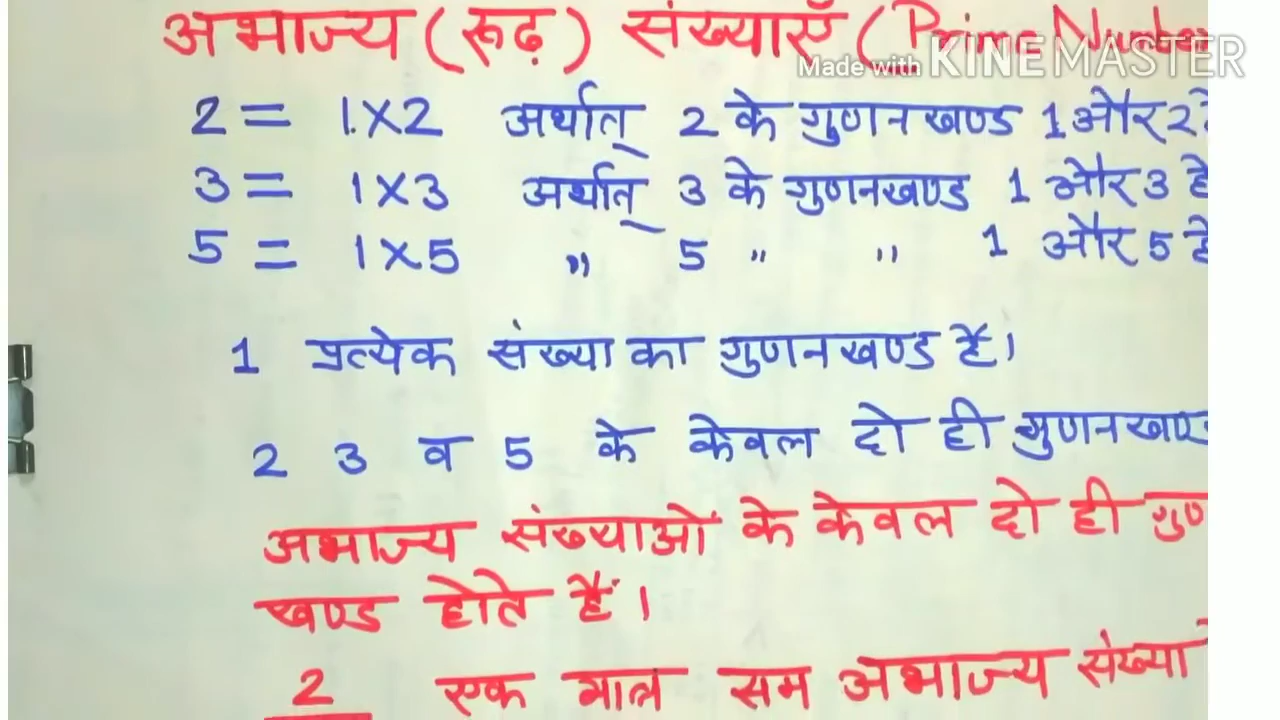 अभाज्य (रूढ़) संख्याएँ (Prime Number
Made with KINEMASTER
2 = 1×2 अर्थात् 2 के गुणनखण्ड 1 और 2
3 = 1×3 अर्थात् 3 के गुणनखण्ड 1 और 3 है
5 = 1×5 " 5 " " 1 और 5 है
1 प्रत्येक संख्या का गुणनखण्ड है।
2 3 व 5 के केवल दो ही गुणनखण्ड
अभाज्य संख्याओं के केवल दो ही गुण
खण्ड होते हैं।
2 एक मात्र सम अभाज्य संख्या